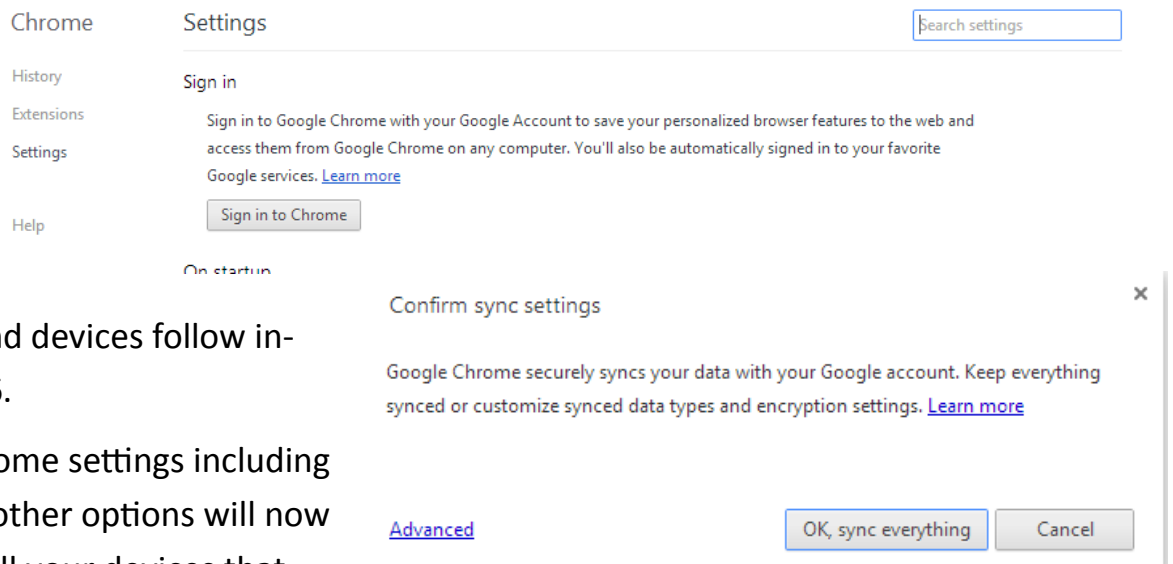 Chrome
Settings
Search settings
History
Extensions
Settings
Help
Sign in
Sign in to Google Chrome with your Google Account to save your personalized browser features to the web and
access them from Google Chrome on any computer. You'll also be automatically signed in to your favorite
Google services. Learn more
Sign in to Chrome
On startup
devices follow in-
ome settings including
other options will now
your devices that
Confirm sync settings
Google Chrome securely syncs your data with your Google account. Keep everything
synced or customize synced data types and encryption settings. Learn more
Advanced
OK, sync everything
Cancel